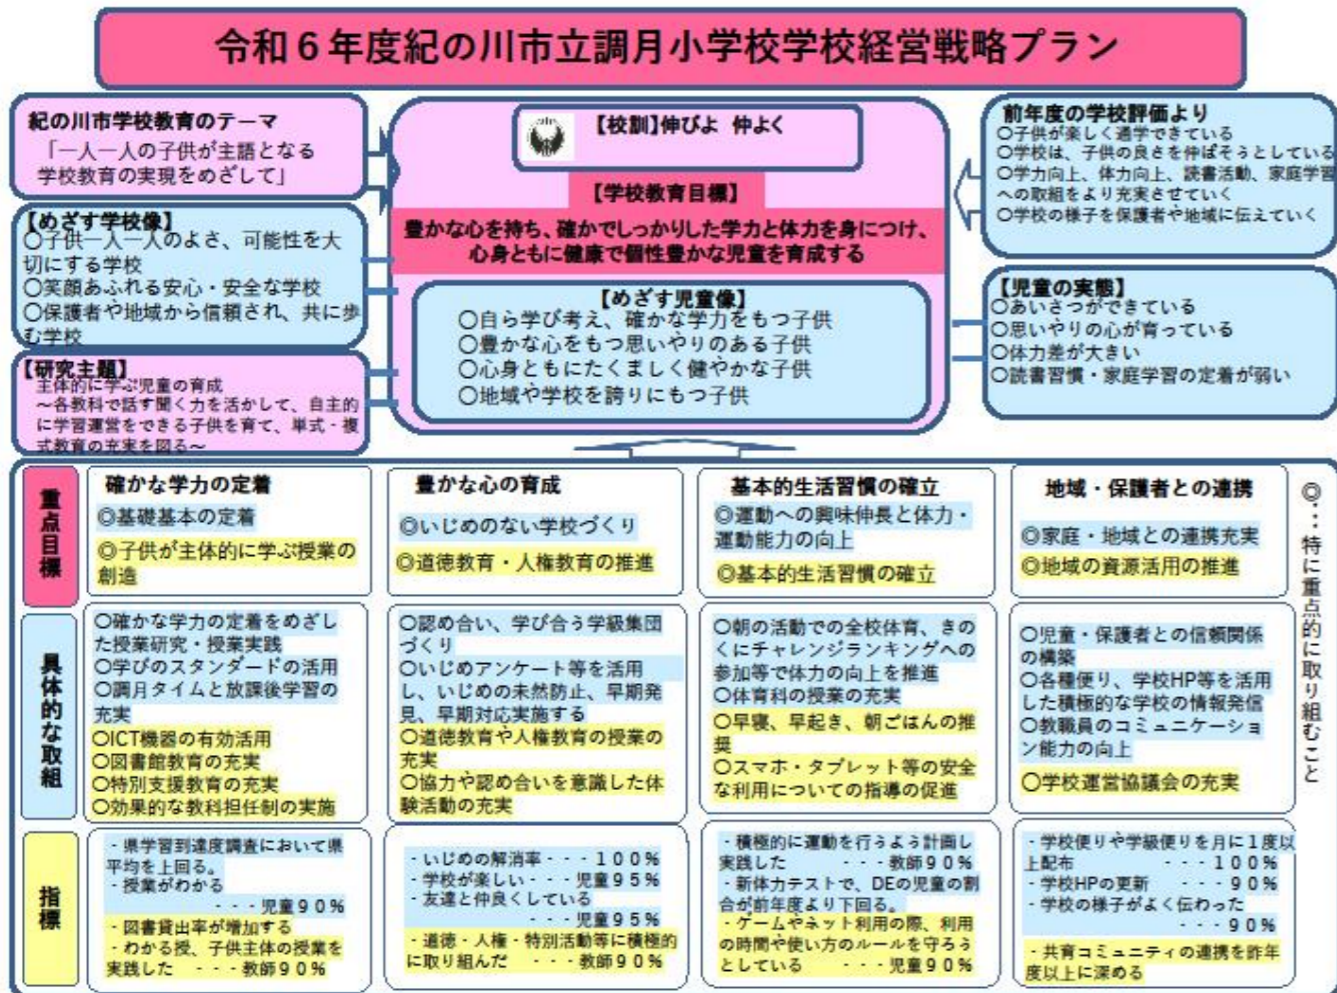 令和６年度紀の川市立調月小学校学校経営戦略プラン
紀の川市学校教育のテーマ
「一人一人の子供が主語となる
学校教育の実現をめざして」
【めざす学校像】
○子供一人一人のよさ、可能性を大
切にする学校
○笑顔あふれる安心・安全な学校
○保護者や地域から信頼され、共に歩
む学校
【研究主題】
主体的に学ぶ児童の育成
～各教科で話す聞く力を活かして、自主的
に学習運営をできる子供を育て、単式・複
式教育の充実を図る～
【校訓】伸びよ 仲よく
【学校教育目標】
豊かな心を持ち、確かでしっかりした学力と体力を身につけ、
心身ともに健康で個性豊かな児童を育成する
【めざす児童像】
○自ら学び考え、確かな学力をもつ子供
○豊かな心をもつ思いやりのある子供
○心身ともにたくましく健やかな子供
○地域や学校を誇りにもつ子供
前年度の学校評価より
○子供が楽しく通学できている
○学校は、子供の良さを伸ばそうとしている
○学力向上、体力向上、読書活動、家庭学習
への取組をより充実させていく
○学校の様子を保護者や地域に伝えていく
【児童の実態】
○あいさつができている
○思いやりの心が育っている
○体力差が大きい
○読書習慣・家庭学習の定着が弱い
重点目標
確かな学力の定着
◎基礎基本の定着
◎子供が主体的に学ぶ授業の
創造
豊かな心の育成
◎いじめのない学校づくり
◎道徳教育・人権教育の推進
基本的生活習慣の確立
◎運動への興味伸長と体力・
運動能力の向上
◎基本的生活習慣の確立
地域・保護者との連携
◎家庭・地域との連携充実
◎地域の資源活用の推進
◎・・・特に重点的に取り組むこと
具体的な取組
○確かな学力の定着をめざし
た授業研究・授業実践
○学びのスタンダードの活用
○調月タイムと放課後学習の
充実
○ICT機器の有効活用
○図書館教育の充実
○特別支援教育の充実
○効果的な教科担任制の実施
○認め合い、学び合う学級集団
づくり
○いじめアンケート等を活用
し、いじめの未然防止、早期発
見、早期対応実施する
○道徳教育や人権教育の授業の
充実
○協力や認め合いを意識した体
験活動の充実
○朝の活動での全校体育、きの
くにチャレンジランキングへの
参加等で体力の向上を推進
○体育科の授業の充実
○早寝、早起き、朝ごはんの推
奨
○スマホ・タブレット等の安全
な利用についての指導の促進
○児童・保護者との信頼関係
の構築
○各種便り、学校HP等を活用
した積極的な学校の情報発信
○教職員のコミュニケーショ
ン能力の向上
○学校運営協議会の充実
指標
・県学習到達度調査において県
平均を上回る。
・授業がわかる
・・・児童９０％
・図書貸出率が増加する
・わかる授、子供主体の授業を
実践した ・・・教師９０％
・いじめの解消率・・・１００％
・学校が楽しい・・・児童９５％
・友達と仲良くしている
・・・児童９５％
・道徳・人権・特別活動等に積極的
に取り組んだ ・・・教師９０％
・積極的に運動を行うよう計画し
実践した ・・・教師９０％
・新体力テストで、DEの児童の割
合が前年度より下回る。
・ゲームやネット利用の際、利用
の時間や使い方のルールを守ろう
としている ・・・児童９０％
・学校便りや学級便りを月に１度以
上配布 ・・・１００％
・学校HPの更新 ・・・９０％
・学校の様子がよく伝わった
・・・９０％
・共育コミュニティの連携を昨年
度以上に深める